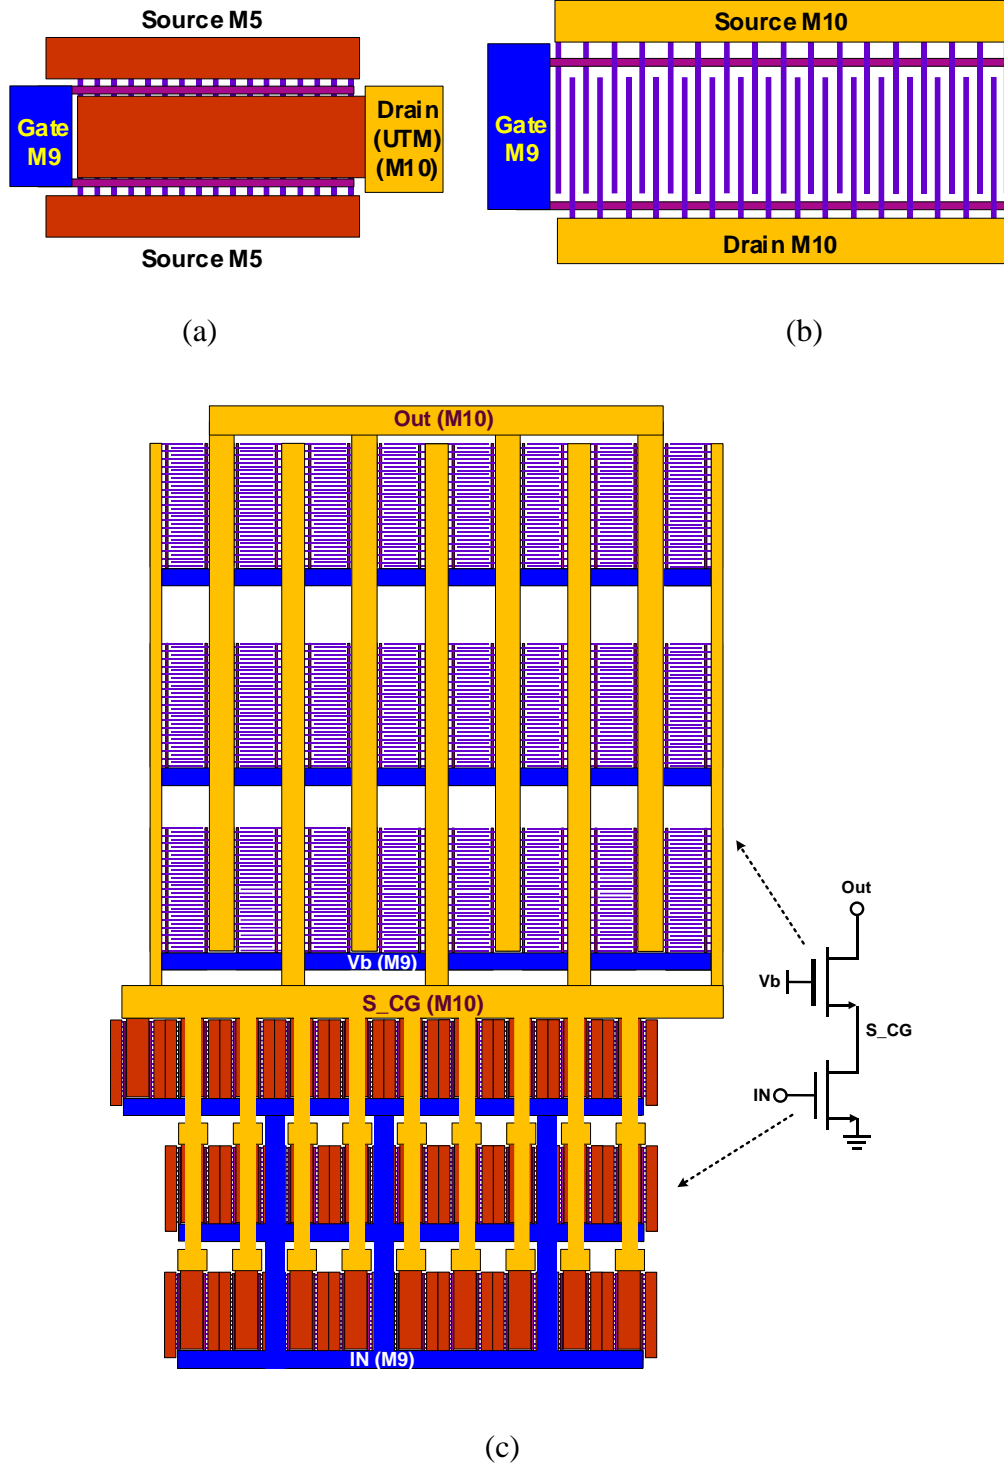 Source M5
Gate
M9
Drain
(UTM)
(M10)
Source M5
(a)
Source M10
Gate
M9
Drain M10
(b)
Out (M10)
Vb (M9)
S_CG (M10)
IN (M9)
Out
Vb
S_CG
IN
(c)